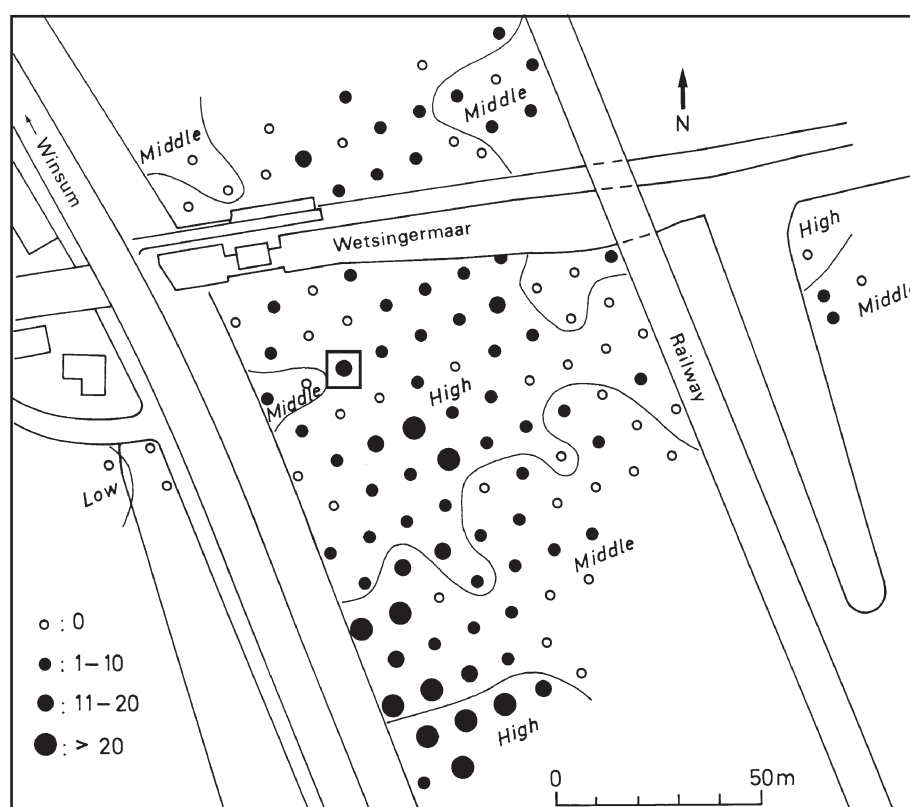 Middle
Middle
N
← Winsum
Wetsingermaar
High
Middle
Railway
High
Middle
Low
Middle
High
○ : 0
● : 1–10
● : 11–20
● : > 20
0 50m